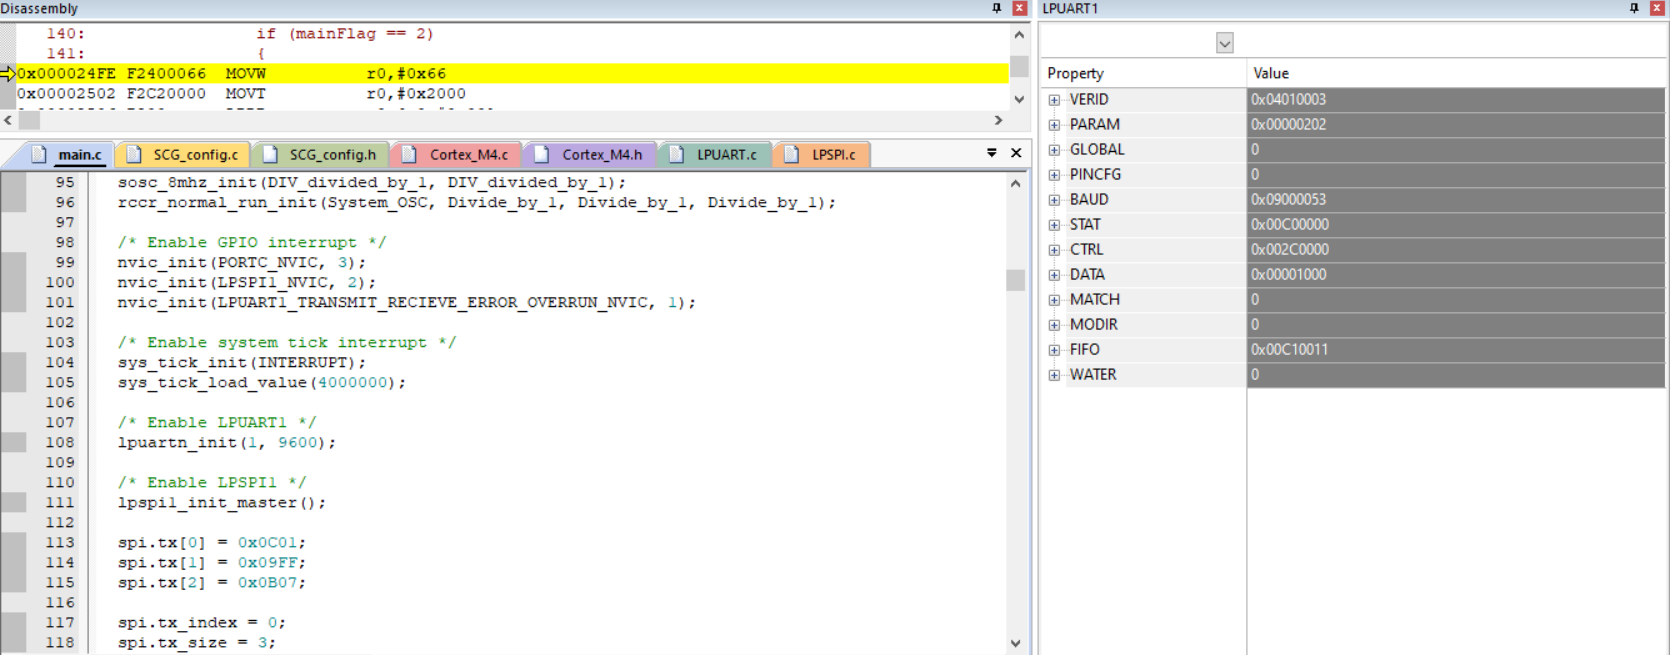 Disassembly
140: if (mainFlag == 2)
141: {
0x000024FE F2400066 MOVW r0,#0x66
0x00002502 F2C20000 MOVT r0,#0x2000
main.c SCG_config.c SCG_config.h Cortex_M4.c Cortex_M4.h LPUART.c LPSPI.c
95 sosc_8mhz_init(DIV_divided_by_1, DIV_divided_by_1);
96 rccr_normal_run_init(System_OSC, Divide_by_1, Divide_by_1, Divide_by_1);
97
98 /* Enable GPIO interrupt */
99 nvic_init(PORTC_NVIC, 3);
100 nvic_init(LPSPI1_NVIC, 2);
101 nvic_init(LPUART1_TRANSMIT_RECIEVE_ERROR_OVERRUN_NVIC, 1);
102
103 /* Enable system tick interrupt */
104 sys_tick_init(INTERRUPT);
105 sys_tick_load_value(4000000);
106
107 /* Enable LPUART1 */
108 lpuartn_init(1, 9600);
109
110 /* Enable LPSPI1 */
111 lpspi1_init_master();
112
113 spi.tx[0] = 0x0C01;
114 spi.tx[1] = 0x09FF;
115 spi.tx[2] = 0x0B07;
116
117 spi.tx_index = 0;
118 spi.tx_size = 3;
LPUART1
Property Value
VERID 0x04010003
PARAM 0x00000202
GLOBAL 0
PINCFG 0
BAUD 0x09000053
STAT 0x00C00000
CTRL 0x002C0000
DATA 0x00001000
MATCH 0
MODIR 0
FIFO 0x00C10011
WATER 0